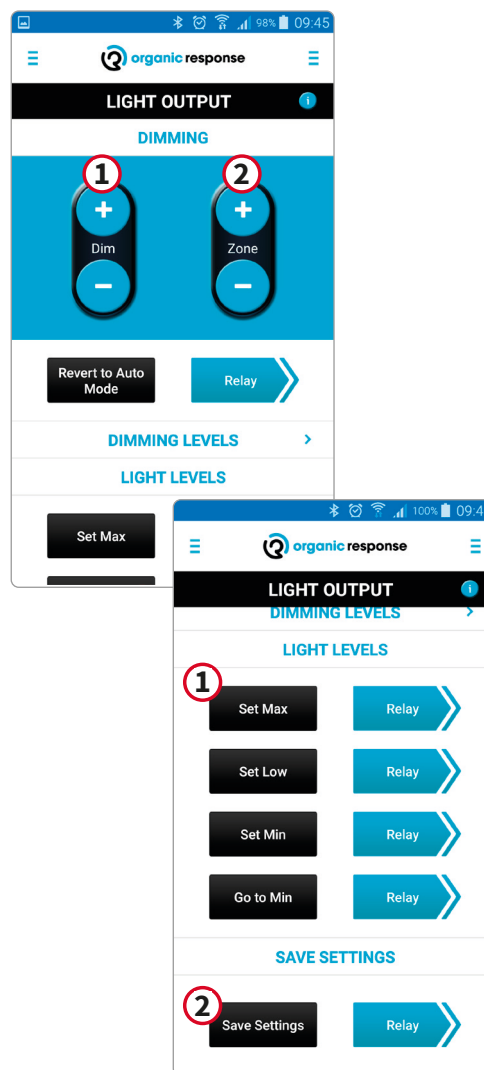 98% 09:45
organic response
LIGHT OUTPUT i
DIMMING
1 2
+ +
Dim Zone
− −
Revert to Auto
Mode
Relay
DIMMING LEVELS >
LIGHT LEVELS
Set Max
100% 09:4
organic response
LIGHT OUTPUT i
DIMMING LEVELS >
LIGHT LEVELS
1
Set Max Relay
Set Low Relay
Set Min Relay
Go to Min Relay
SAVE SETTINGS
2
Save Settings Relay